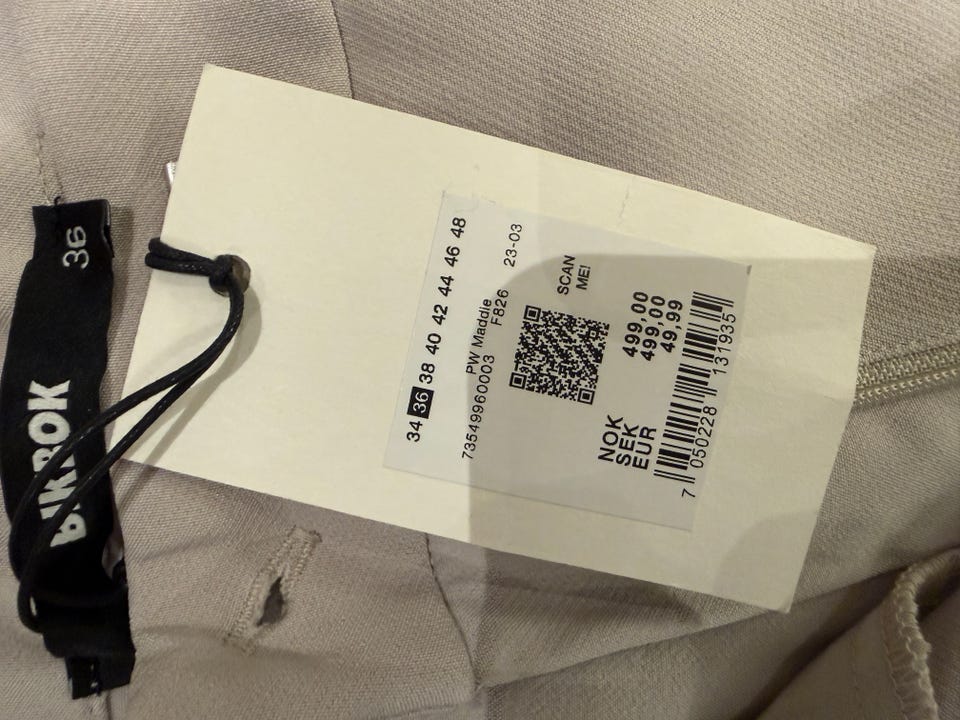 36
BIKBOK
34 36 38 40 42 44 46 48
PW Maddie
73549960003 F826 23-03
SCAN
ME!
NOK 499,00
SEK 499,00
EUR 49,99
7 050228 131935